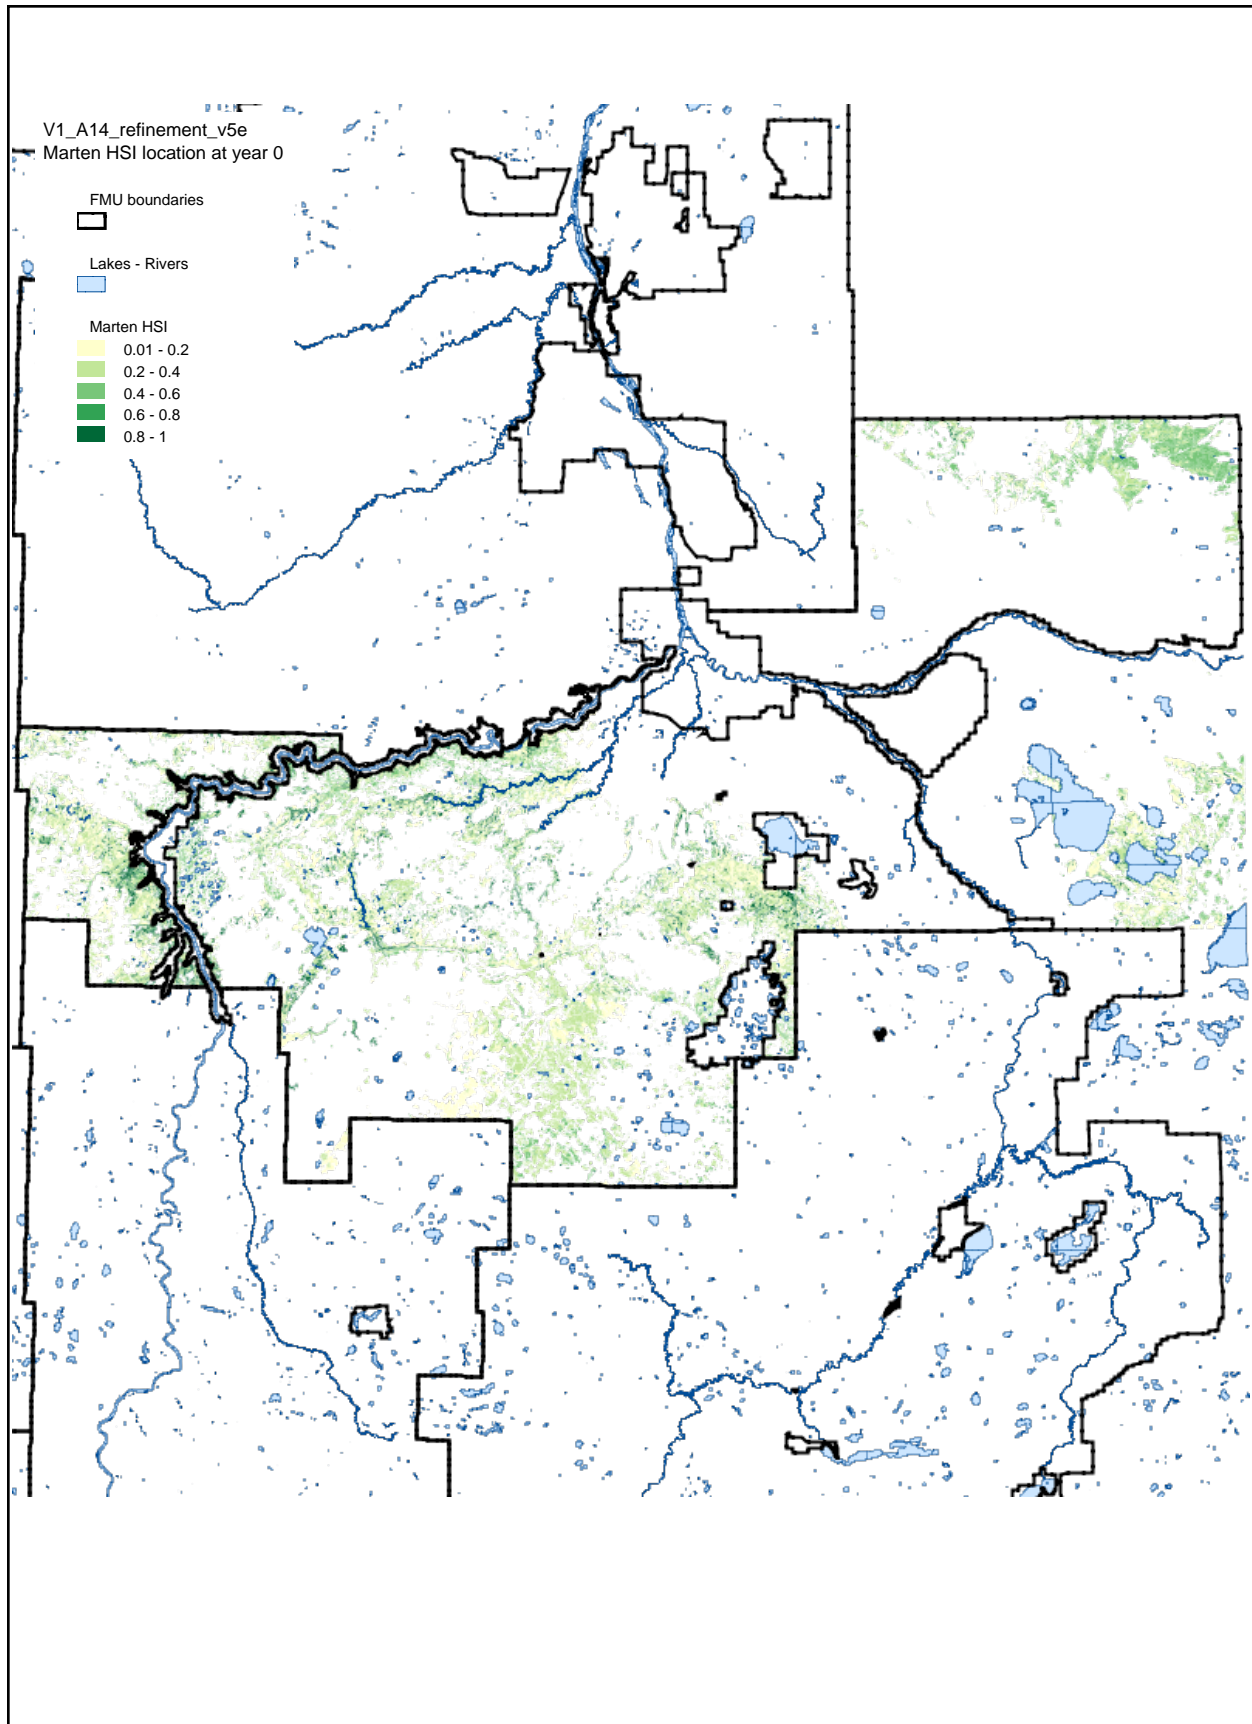 V1_A14_refinement_v5e
Marten HSI location at year 0
FMU boundaries
Lakes - Rivers
Marten HSI
0.01 - 0.2
0.2 - 0.4
0.4 - 0.6
0.6 - 0.8
0.8 - 1